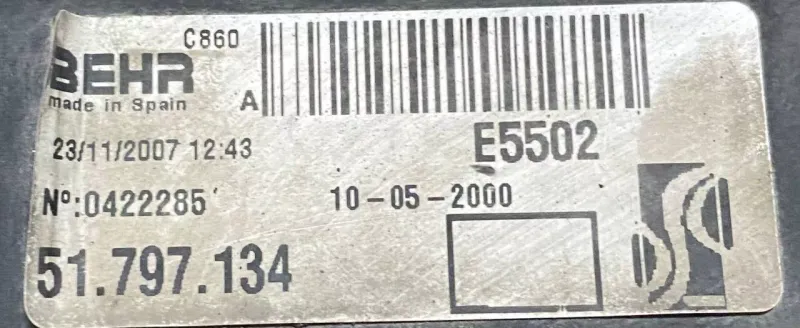 C860
BEHR
made in Spain
A
23/11/2007 12:43
E5502
Nº:0422285
10-05-2000
51.797.134